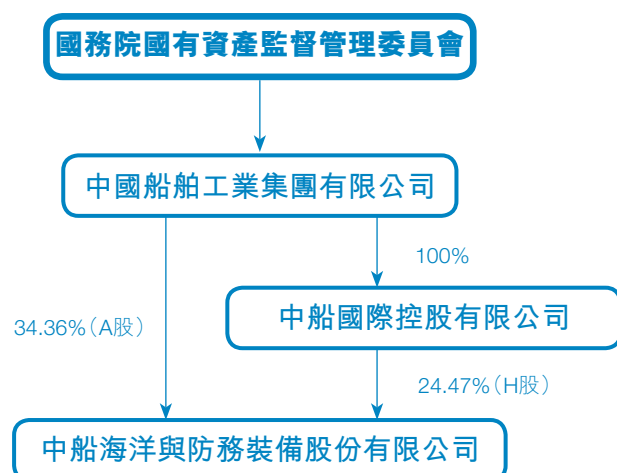 國務院國有資產監督管理委員會
中國船舶工業集團有限公司
100%
34.36%(A股)
中船國際控股有限公司
24.47%(H股)
中船海洋與防務裝備股份有限公司